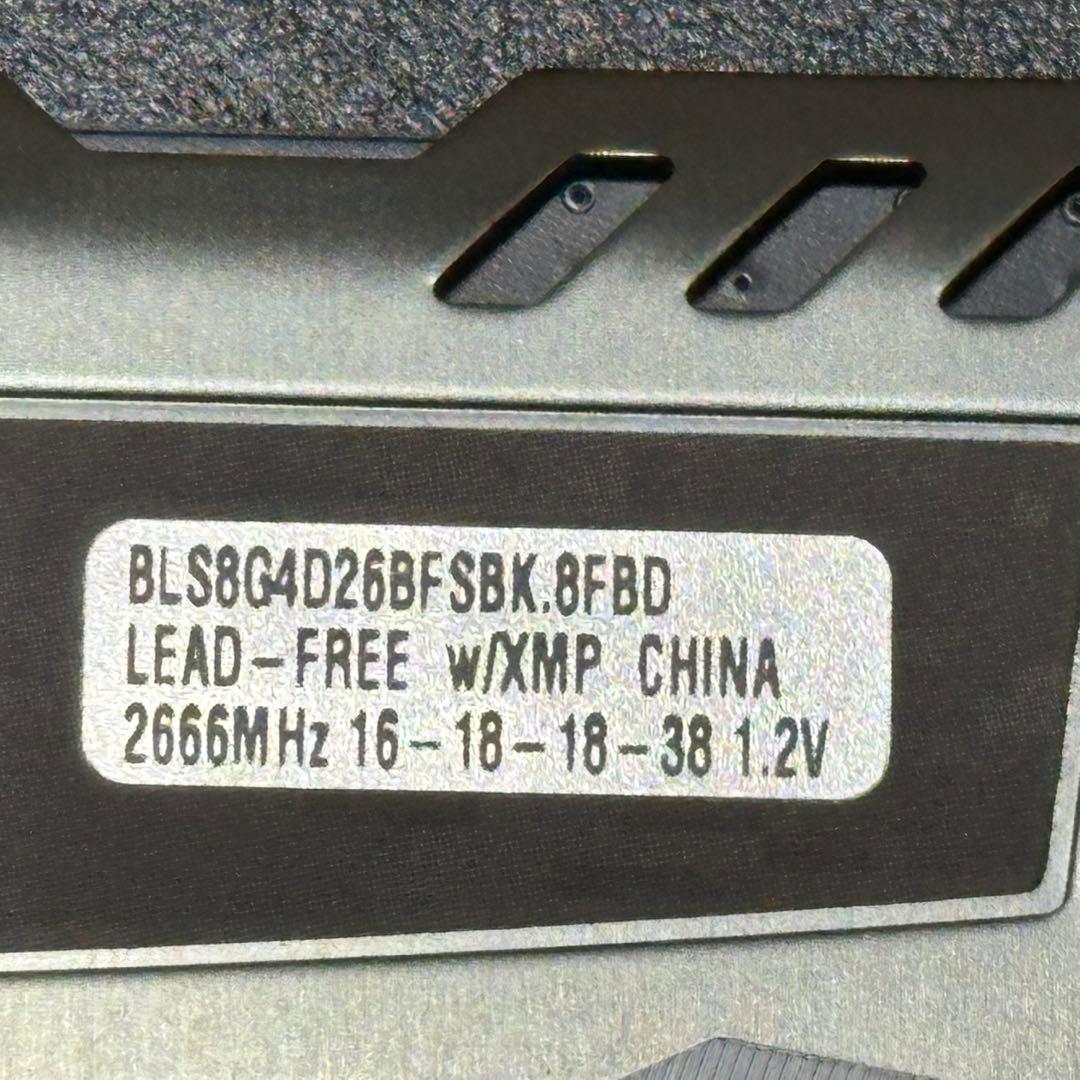 BLS8G4D26BFSBK.8FBD
LEAD-FREE w/XMP CHINA
2666MHz 16-18-18-38 1.2V